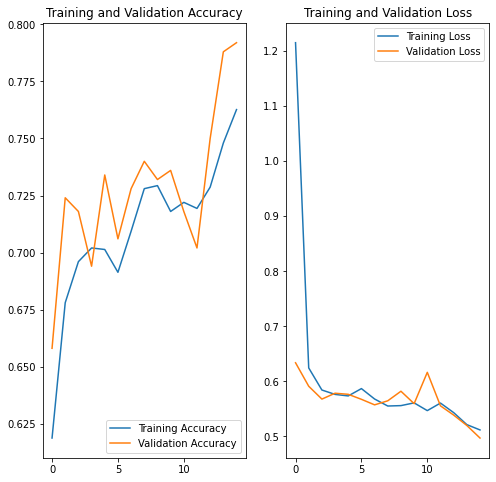 Training and Validation Accuracy
0.800
0.775
0.750
0.725
0.700
0.675
0.650
0.625
0 5 10
Training Accuracy
Validation Accuracy
Training and Validation Loss
1.2
1.1
1.0
0.9
0.8
0.7
0.6
0.5
0 5 10
Training Loss
Validation Loss